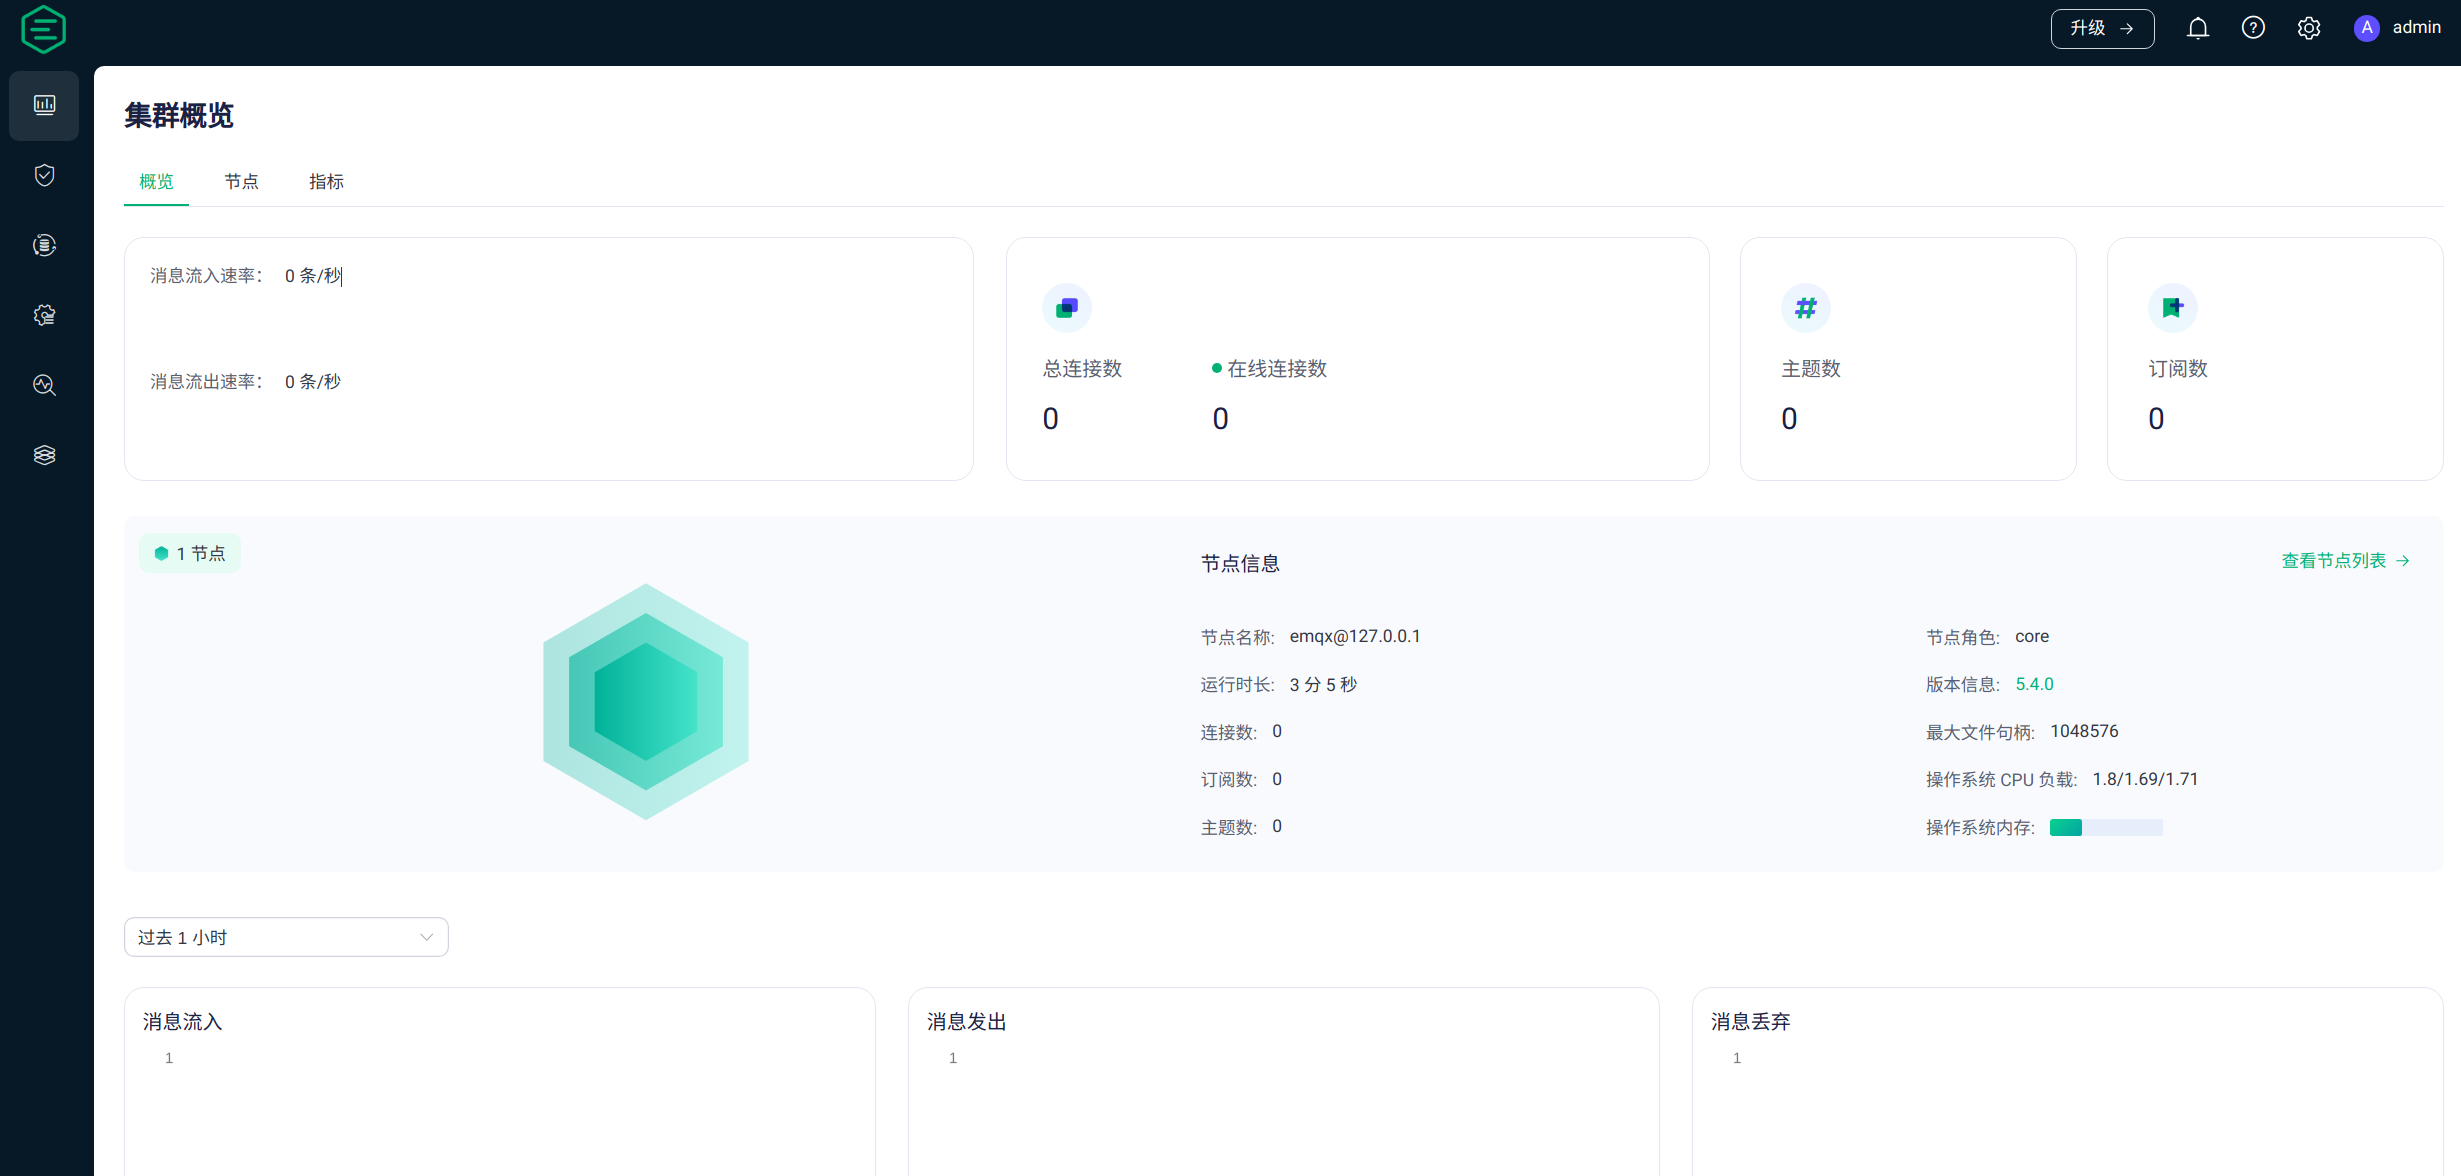 升级 →
A admin
集群概览
概览 节点 指标
消息流入速率： 0 条/秒
消息流出速率： 0 条/秒
总连接数
0
在线连接数
0
主题数
0
订阅数
0
1 节点
节点信息
查看节点列表 →
节点名称: emqx@127.0.0.1
节点角色: core
运行时长: 3 分 5 秒
版本信息: 5.4.0
连接数: 0
最大文件句柄: 1048576
订阅数: 0
操作系统 CPU 负载: 1.8/1.69/1.71
主题数: 0
操作系统内存:
过去 1 小时
消息流入
1
消息发出
1
消息丢弃
1